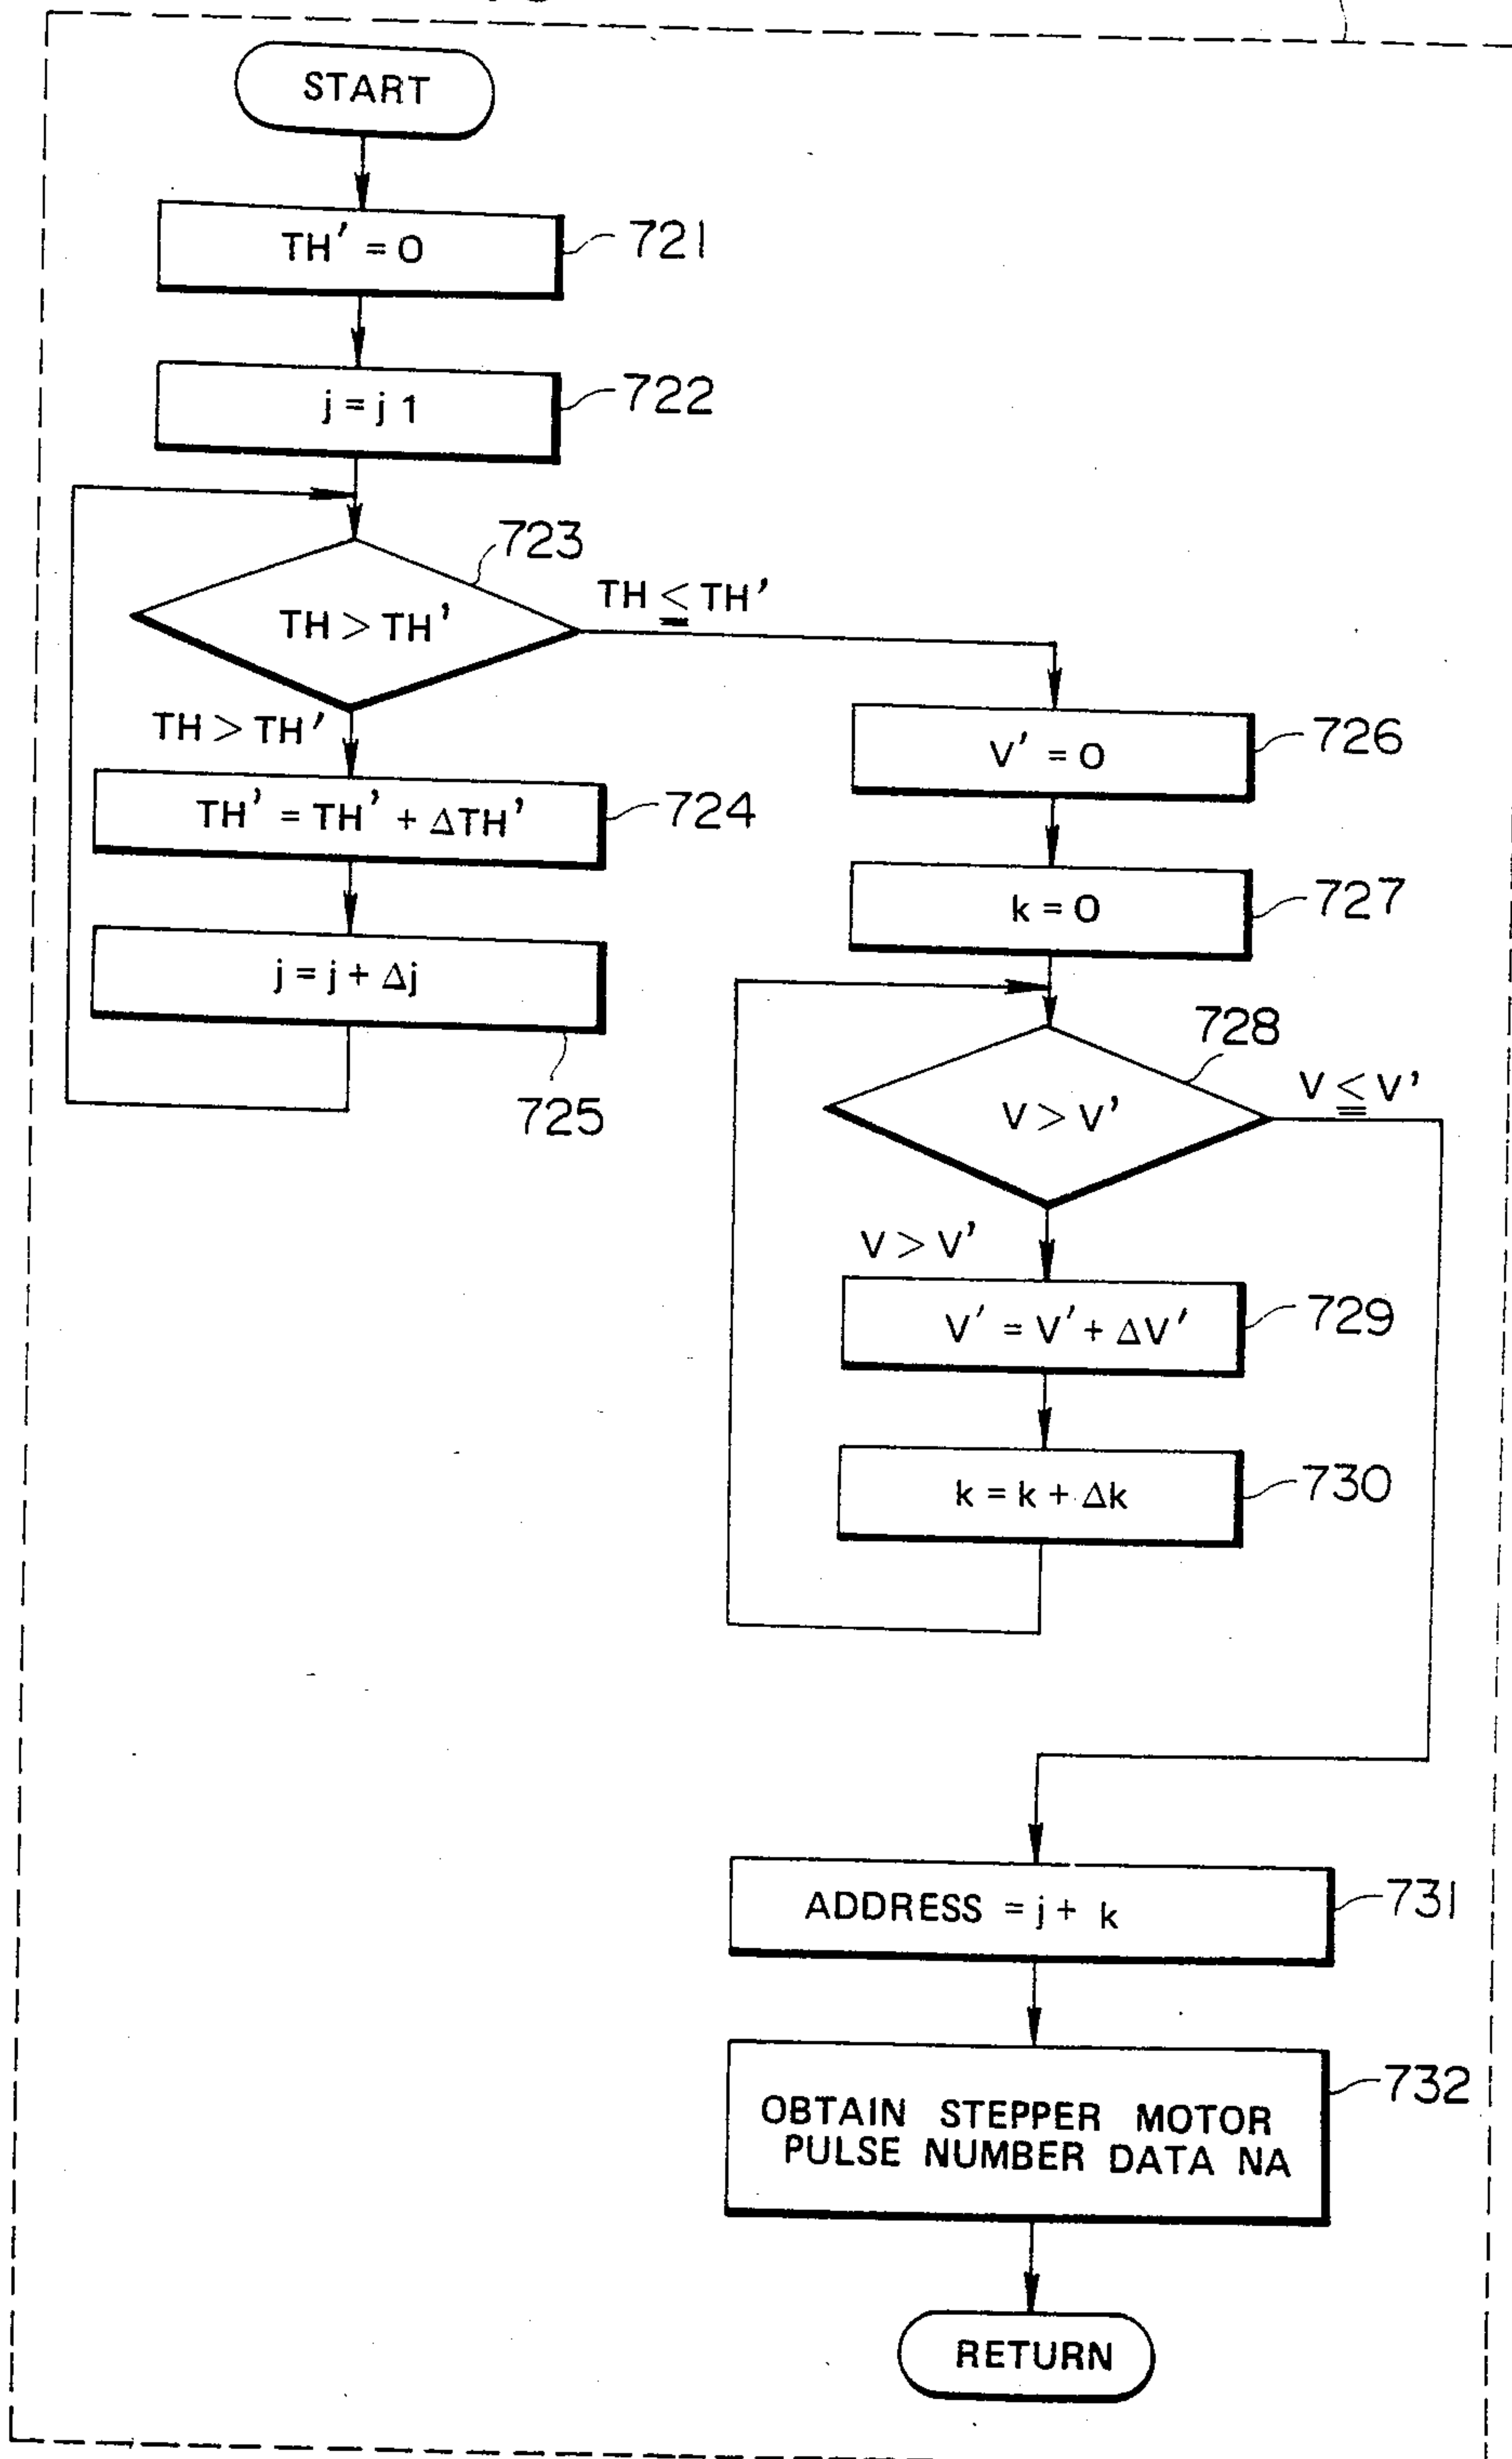 START
TH' = 0
721
j = j 1
722
723
TH > TH'
TH ≦ TH'
TH > TH'
TH' = TH' + ΔTH'
724
j = j + Δj
725
V' = 0
726
k = 0
727
728
V > V'
V ≦ V'
V > V'
V' = V' + ΔV'
729
k = k + Δk
730
ADDRESS = j + k
731
732
OBTAIN STEPPER MOTOR
PULSE NUMBER DATA NA
RETURN